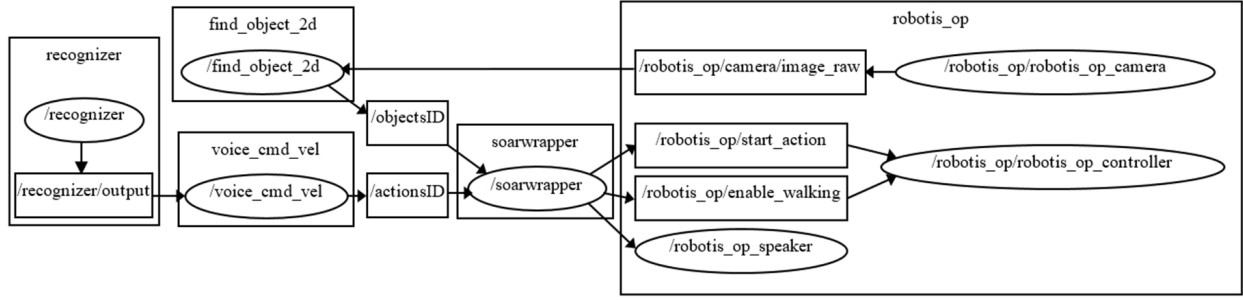 recognizer
/recognizer
/recognizer/output
find_object_2d
/find_object_2d
voice_cmd_vel
/voice_cmd_vel
/objectsID
/actionsID
soarwrapper
/soarwrapper
robotis_op
/robotis_op/camera/image_raw
/robotis_op/robotis_op_camera
/robotis_op/start_action
/robotis_op/robotis_op_controller
/robotis_op/enable_walking
/robotis_op_speaker